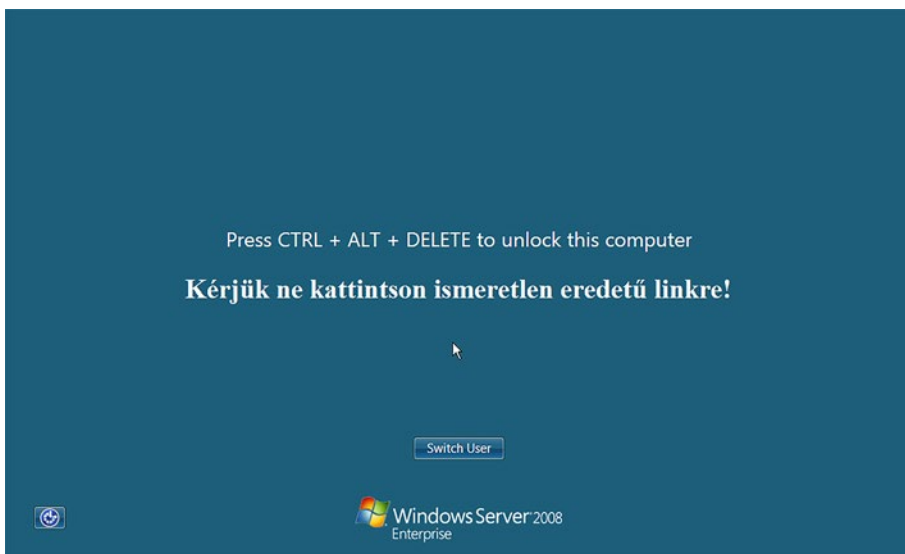 Press CTRL + ALT + DELETE to unlock this computer
Kérjük ne kattintson ismeretlen eredetű linkre!
Switch User
Windows Server 2008
Enterprise